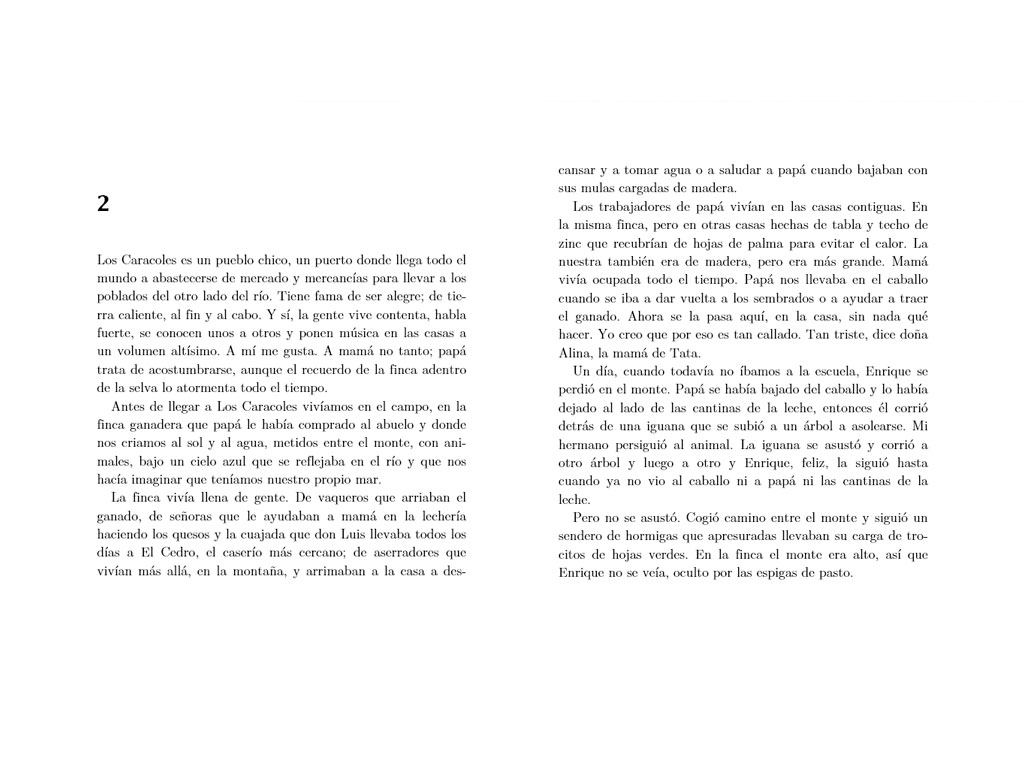 2
Los Caracoles es un pueblo chico, un puerto donde llega todo el
mundo a abastecerse de mercado y mercancías para llevar a los
poblados del otro lado del río. Tiene fama de ser alegre; de tie-
rra caliente, al fin y al cabo. Y sí, la gente vive contenta, habla
fuerte, se conocen unos a otros y ponen música en las casas a
un volumen altísimo. A mí me gusta. A mamá no tanto; papá
trata de acostumbrarse, aunque el recuerdo de la finca adentro
de la selva lo atormenta todo el tiempo.
Antes de llegar a Los Caracoles vivíamos en el campo, en la
finca ganadera que papá le había comprado al abuelo y donde
nos criamos al sol y al agua, metidos entre el monte, con ani-
males, bajo un cielo azul que se reflejaba en el río y que nos
hacía imaginar que teníamos nuestro propio mar.
La finca vivía llena de gente. De vaqueros que arriaban el
ganado, de señoras que le ayudaban a mamá en la lechería
haciendo los quesos y la cuajada que don Luis llevaba todos los
días a El Cedro, el caserío más cercano; de aserradores que
vivían más allá, en la montaña, y arrimaban a la casa a des-
cansar y a tomar agua o a saludar a papá cuando bajaban con
sus mulas cargadas de madera.
Los trabajadores de papá vivían en las casas contiguas. En
la misma finca, pero en otras casas hechas de tabla y techo de
zinc que recubrían de hojas de palma para evitar el calor. La
nuestra también era de madera, pero era más grande. Mamá
vivía ocupada todo el tiempo. Papá nos llevaba en el caballo
cuando se iba a dar vuelta a los sembrados o a ayudar a traer
el ganado. Ahora se la pasa aquí, en la casa, sin nada qué
hacer. Yo creo que por eso es tan callado. Tan triste, dice doña
Alina, la mamá de Tata.
Un día, cuando todavía no íbamos a la escuela, Enrique se
perdió en el monte. Papá se había bajado del caballo y lo había
dejado al lado de las cantinas de la leche, entonces él corrió
detrás de una iguana que se subió a un árbol a asolearse. Mi
hermano persiguió al animal. La iguana se asustó y corrió a
otro árbol y luego a otro y Enrique, feliz, la siguió hasta
cuando ya no vio al caballo ni a papá ni las cantinas de la
leche.
Pero no se asustó. Cogió camino entre el monte y siguió un
sendero de hormigas que apresuradas llevaban su carga de tro-
citos de hojas verdes. En la finca el monte era alto, así que
Enrique no se veía, oculto por las espigas de pasto.